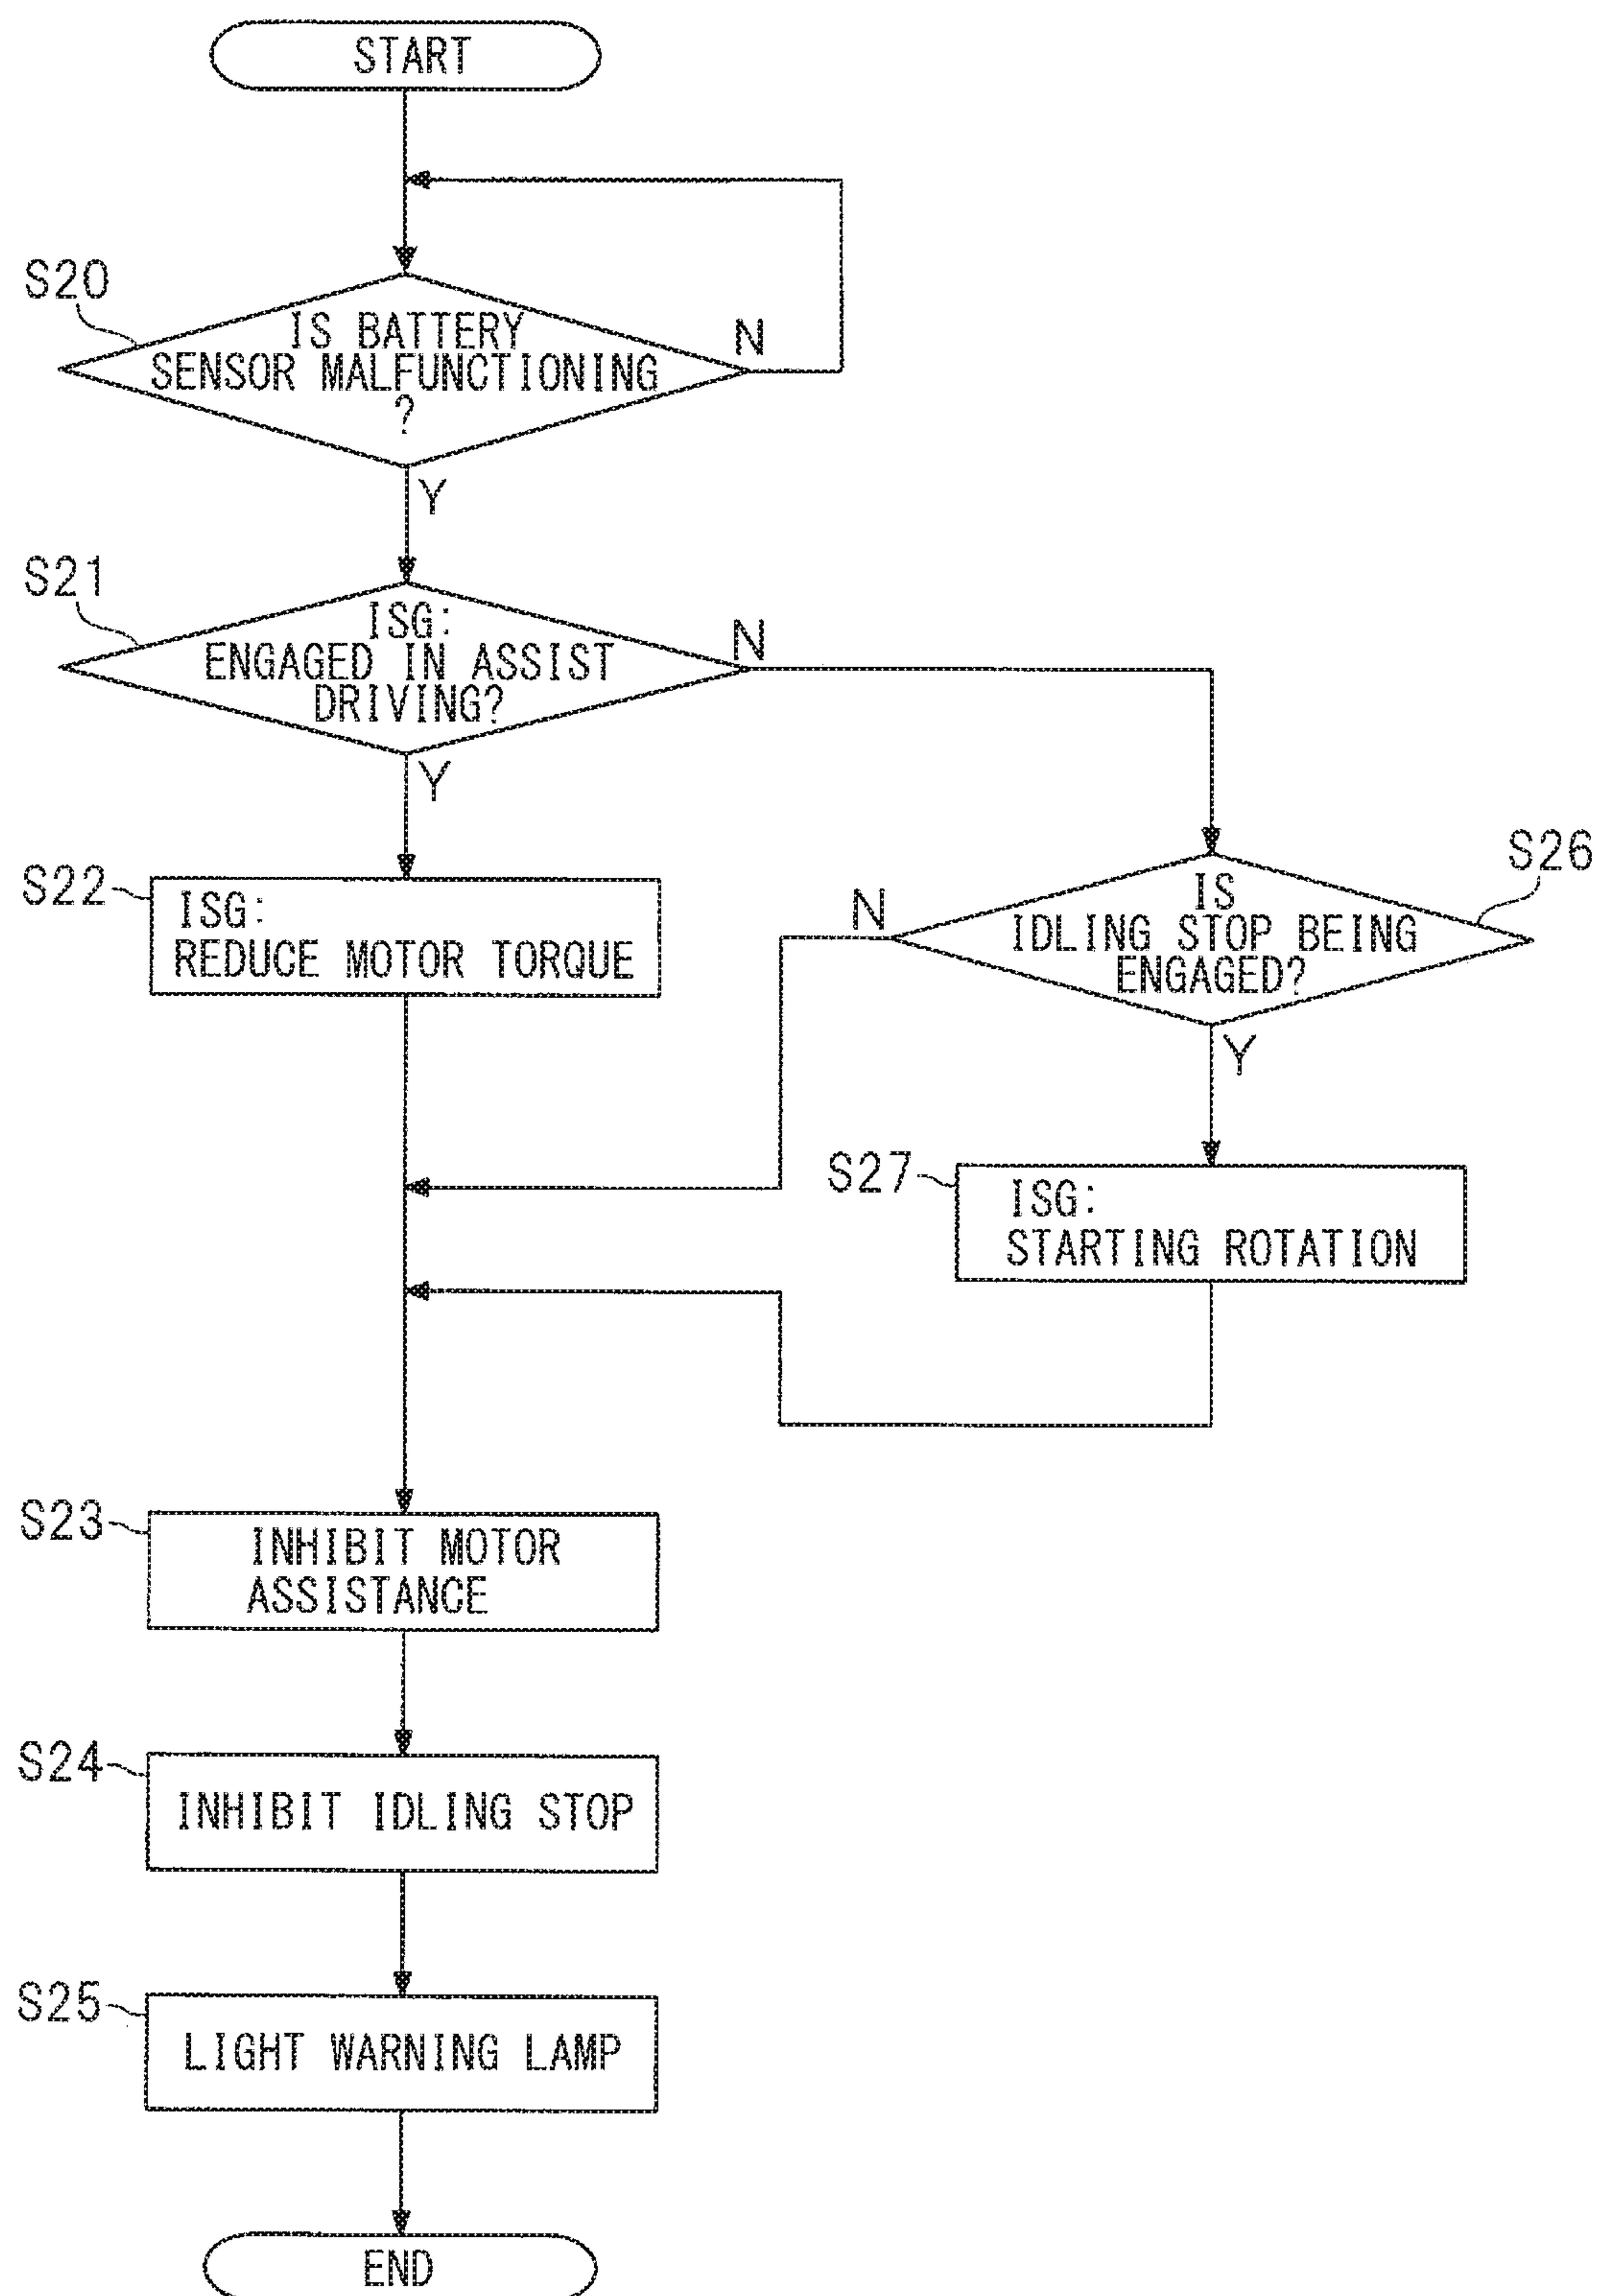 START
S20
IS BATTERY
SENSOR MALFUNCTIONING
?
N
Y
S21
ISG:
ENGAGED IN ASSIST
DRIVING?
N
Y
S22
ISG:
REDUCE MOTOR TORQUE
S26
IS
IDLING STOP BEING
ENGAGED?
N
Y
S27
ISG:
STARTING ROTATION
S23
INHIBIT MOTOR
ASSISTANCE
S24
INHIBIT IDLING STOP
S25
LIGHT WARNING LAMP
END